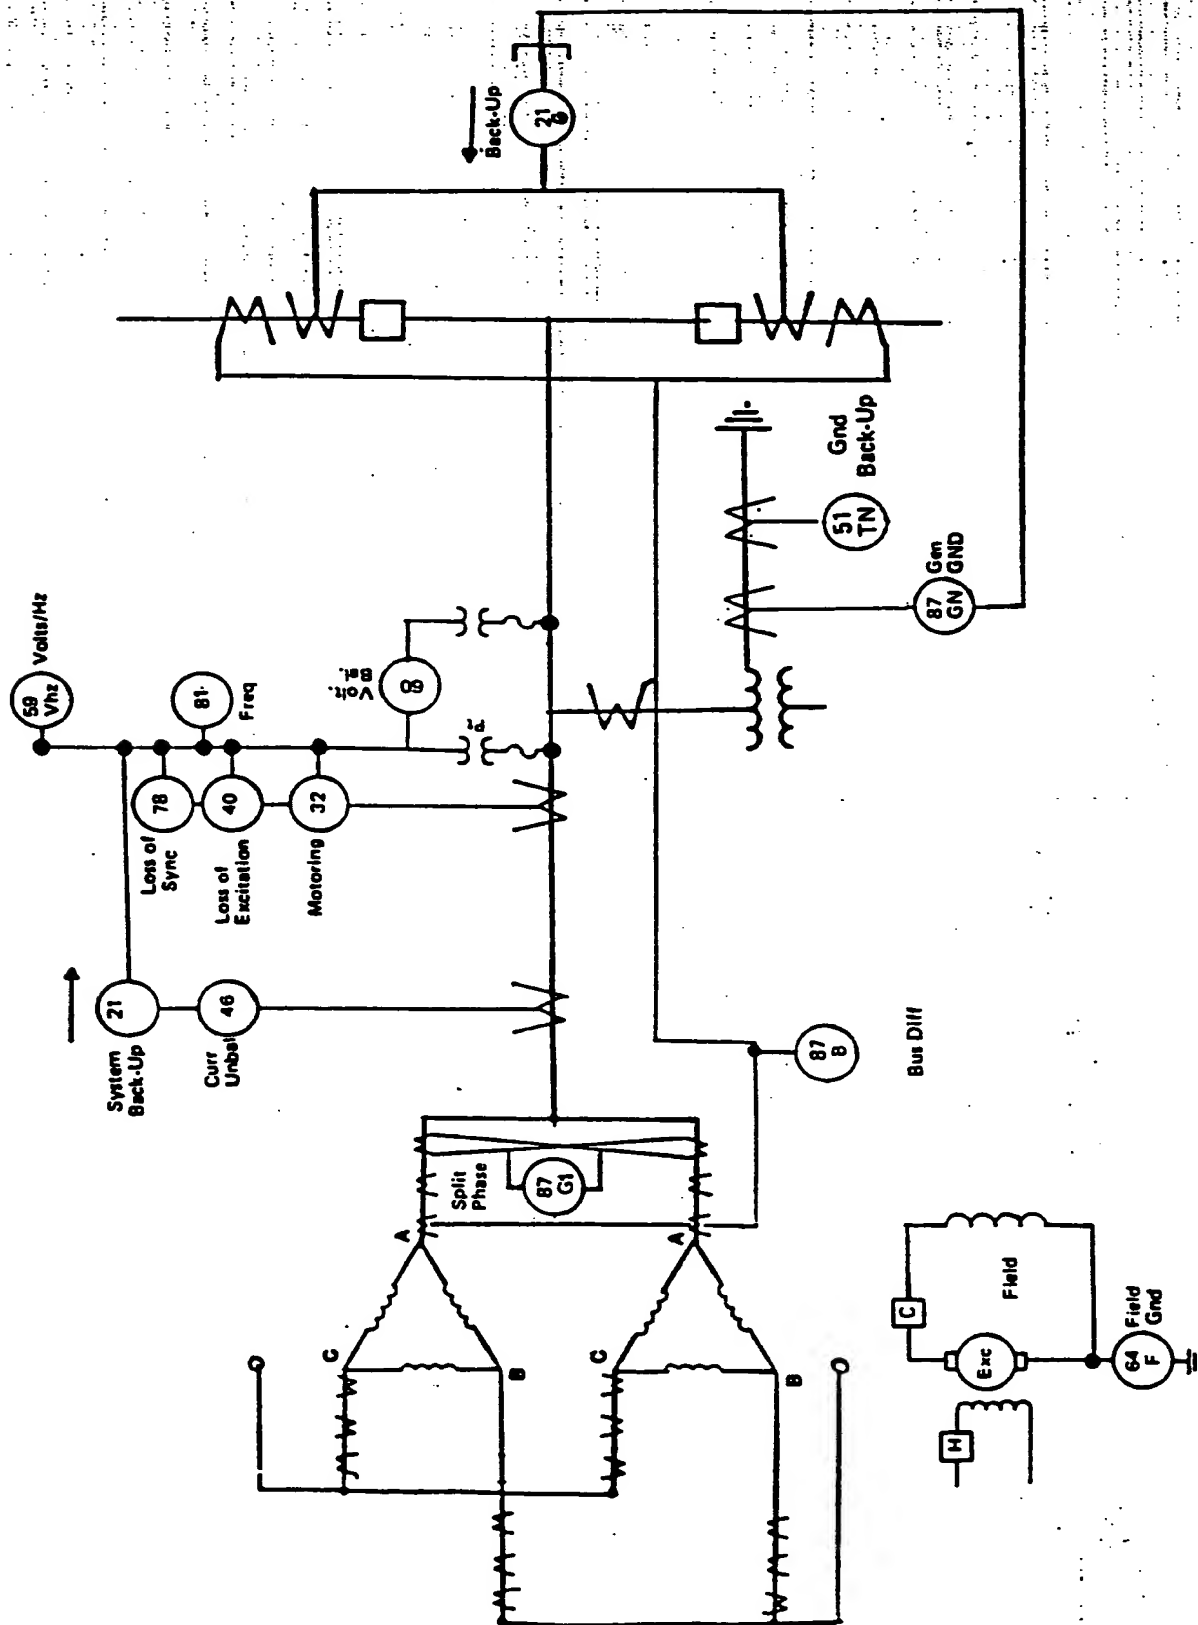 21
G
Back-Up
59
Vhz
Volts/Hz
81
Freq
60
Volt.
Bal.
78
Loss of
Sync
40
Loss of
Excitation
32
Motoring
21
System
Back-Up
46
Curr
Unbal
Gnd
Back-Up
51
TN
Gen
GND
87
GN
87
B
Bus Diff
Split
Phase
87
G1
A
C
B
A
C
B
C
Field
Exc
H
64
F
Field
Gnd